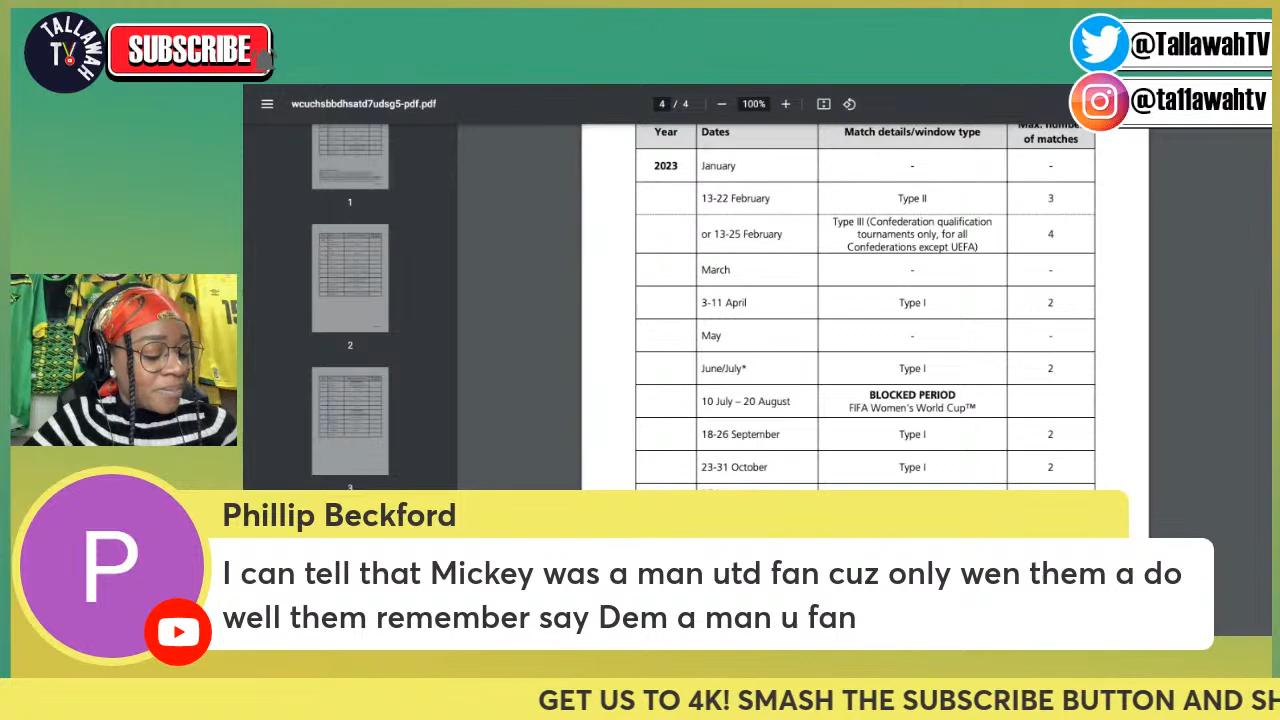 TALLAWAH
TV
SUBSCRIBE
@TallawahTV
@ta11awahtv
wcuchsbbdhsatd7udsg5-pdf.pdf
4 / 4
100%
Year Dates Match details/window type Max. number of matches
2023 January - -
13-22 February Type II 3
or 13-25 February Type III (Confederation qualification
tournaments only, for all
Confederations except UEFA) 4
March - -
3-11 April Type I 2
May - -
June/July* Type I 2
10 July – 20 August BLOCKED PERIOD
FIFA Women's World Cup™
18-26 September Type I 2
23-31 October Type I 2
1
2
3
15
P
Phillip Beckford
I can tell that Mickey was a man utd fan cuz only wen them a do
well them remember say Dem a man u fan
GET US TO 4K! SMASH THE SUBSCRIBE BUTTON AND SH